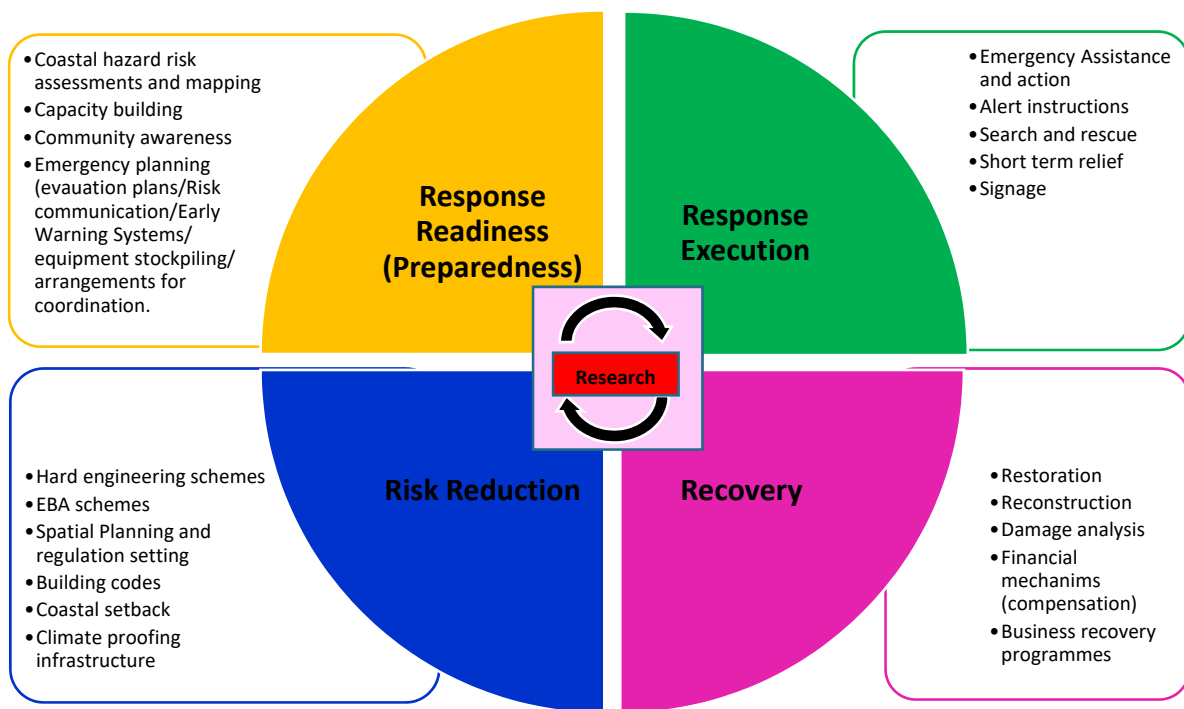 •Coastal hazard risk
assessments and mapping
•Capacity building
•Community awareness
•Emergency planning
(evauation plans/Risk
communication/Early
Warning Systems/
equipment stockpiling/
arrangements for
coordination.
Response
Readiness
(Preparedness)
Response
Execution
•Emergency Assistance
and action
•Alert instructions
•Search and rescue
•Short term relief
•Signage
Research
•Hard engineering schemes
•EBA schemes
•Spatial Planning and
regulation setting
•Building codes
•Coastal setback
•Climate proofing
infrastructure
Risk Reduction
Recovery
•Restoration
•Reconstruction
•Damage analysis
•Financial
mechanims
(compensation)
•Business recovery
programmes